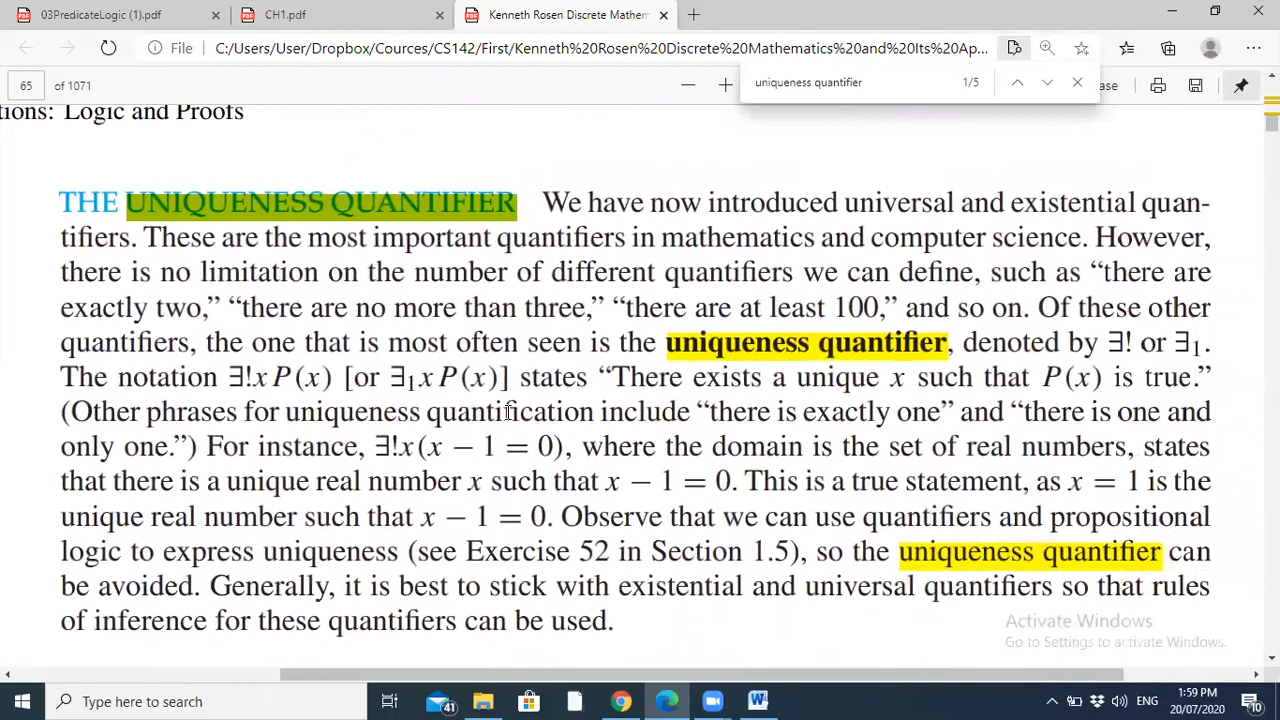 03PredicateLogic (1).pdf
CH1.pdf
Kenneth Rosen Discrete Mathem
File
C:/Users/User/Dropbox/Cources/CS142/First/Kenneth%20Rosen%20Discrete%20Mathematics%20and%20Its%20Ap...
65 of 1071
uniqueness quantifier 1/5
ase
tions: Logic and Proofs
THE UNIQUENESS QUANTIFIER We have now introduced universal and existential quan-
tifiers. These are the most important quantifiers in mathematics and computer science. However,
there is no limitation on the number of different quantifiers we can define, such as “there are
exactly two,” “there are no more than three,” “there are at least 100,” and so on. Of these other
quantifiers, the one that is most often seen is the uniqueness quantifier, denoted by ∃! or ∃₁.
The notation ∃!xP(x) [or ∃₁xP(x)] states “There exists a unique x such that P(x) is true.”
(Other phrases for uniqueness quantification include “there is exactly one” and “there is one and
only one.”) For instance, ∃!x(x − 1 = 0), where the domain is the set of real numbers, states
that there is a unique real number x such that x − 1 = 0. This is a true statement, as x = 1 is the
unique real number such that x − 1 = 0. Observe that we can use quantifiers and propositional
logic to express uniqueness (see Exercise 52 in Section 1.5), so the uniqueness quantifier can
be avoided. Generally, it is best to stick with existential and universal quantifiers so that rules
of inference for these quantifiers can be used.
Activate Windows
Go to Settings to activate Windows.
Type here to search
41
ENG
1:59 PM
20/07/2020
10